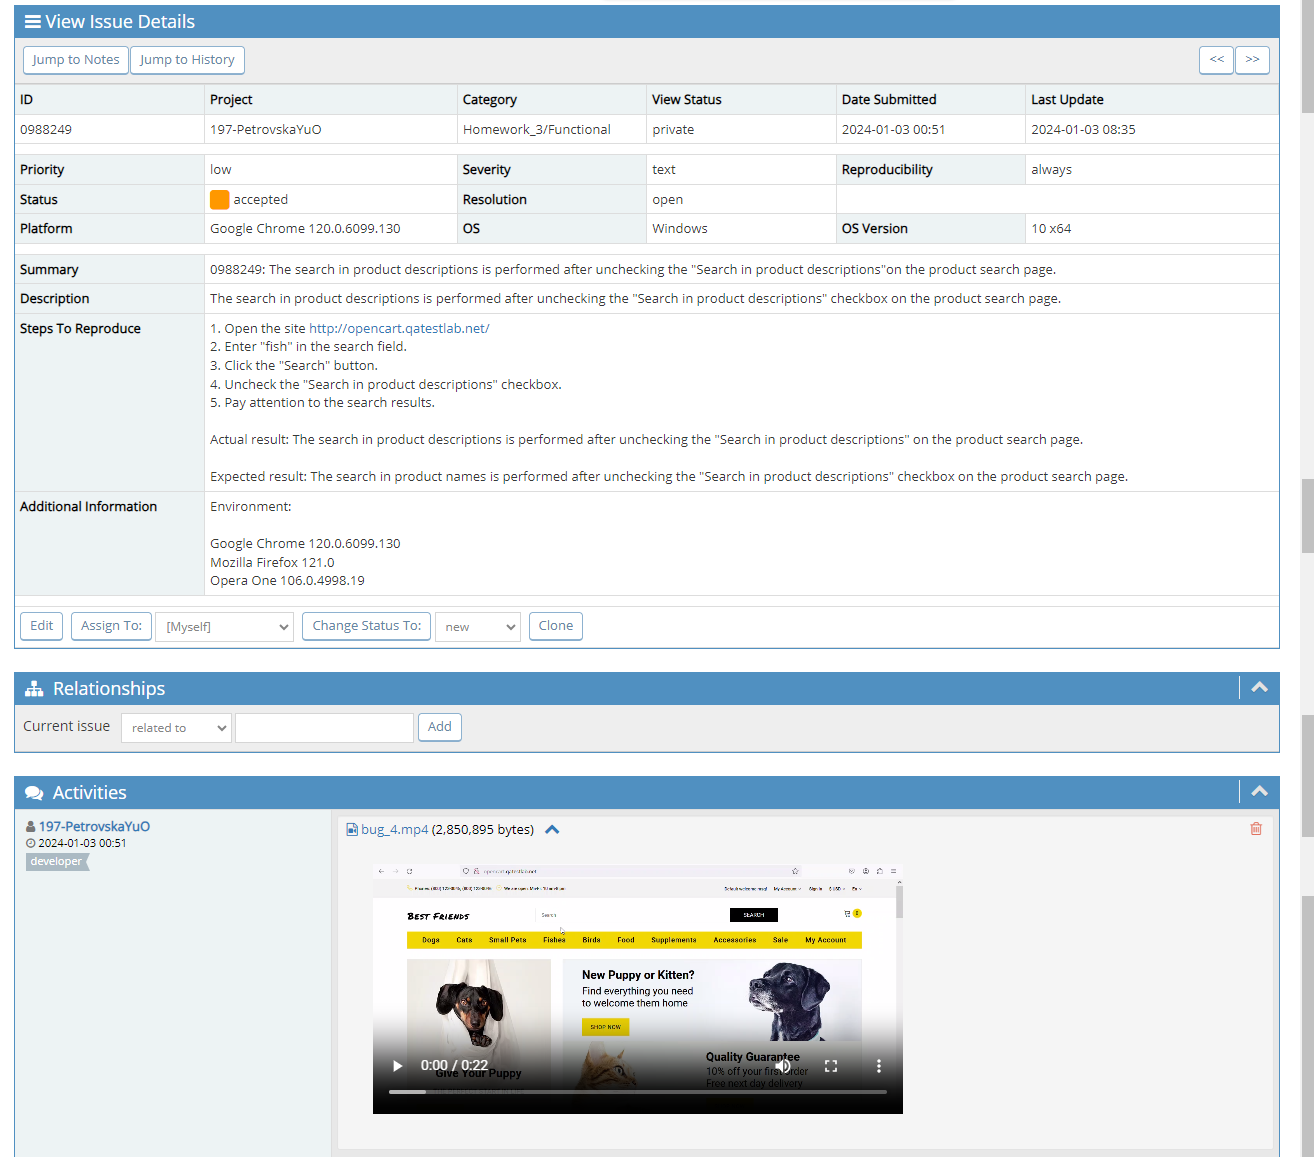 View Issue Details
Jump to Notes Jump to History << >>
ID Project Category View Status Date Submitted Last Update
0988249 197-PetrovskaYuO Homework_3/Functional private 2024-01-03 00:51 2024-01-03 08:35
Priority low Severity text Reproducibility always
Status accepted Resolution open
Platform Google Chrome 120.0.6099.130 OS Windows OS Version 10 x64
Summary 0988249: The search in product descriptions is performed after unchecking the "Search in product descriptions"on the product search page.
Description The search in product descriptions is performed after unchecking the "Search in product descriptions" checkbox on the product search page.
Steps To Reproduce 1. Open the site http://opencart.qatestlab.net/
2. Enter "fish" in the search field.
3. Click the "Search" button.
4. Uncheck the "Search in product descriptions" checkbox.
5. Pay attention to the search results.
Actual result: The search in product descriptions is performed after unchecking the "Search in product descriptions" on the product search page.
Expected result: The search in product names is performed after unchecking the "Search in product descriptions" checkbox on the product search page.
Additional Information Environment:
Google Chrome 120.0.6099.130
Mozilla Firefox 121.0
Opera One 106.0.4998.19
Edit Assign To: [Myself] Change Status To: new Clone
Relationships
Current issue related to Add
Activities
197-PetrovskaYuO
2024-01-03 00:51
developer
bug_4.mp4 (2,850,895 bytes)
opencart.qatestlab.net
Default welcome msg! My Account Sign In $ USD En
BEST FRIENDS Search SEARCH 0
Dogs Cats Small Pets Fishes Birds Food Supplements Accessories Sale My Account
New Puppy or Kitten?
Find everything you need
to welcome them home
SHOP NOW
Quality Guarantee
10% off your first order
Free next day delivery
Give Your Puppy
0:00 / 0:22